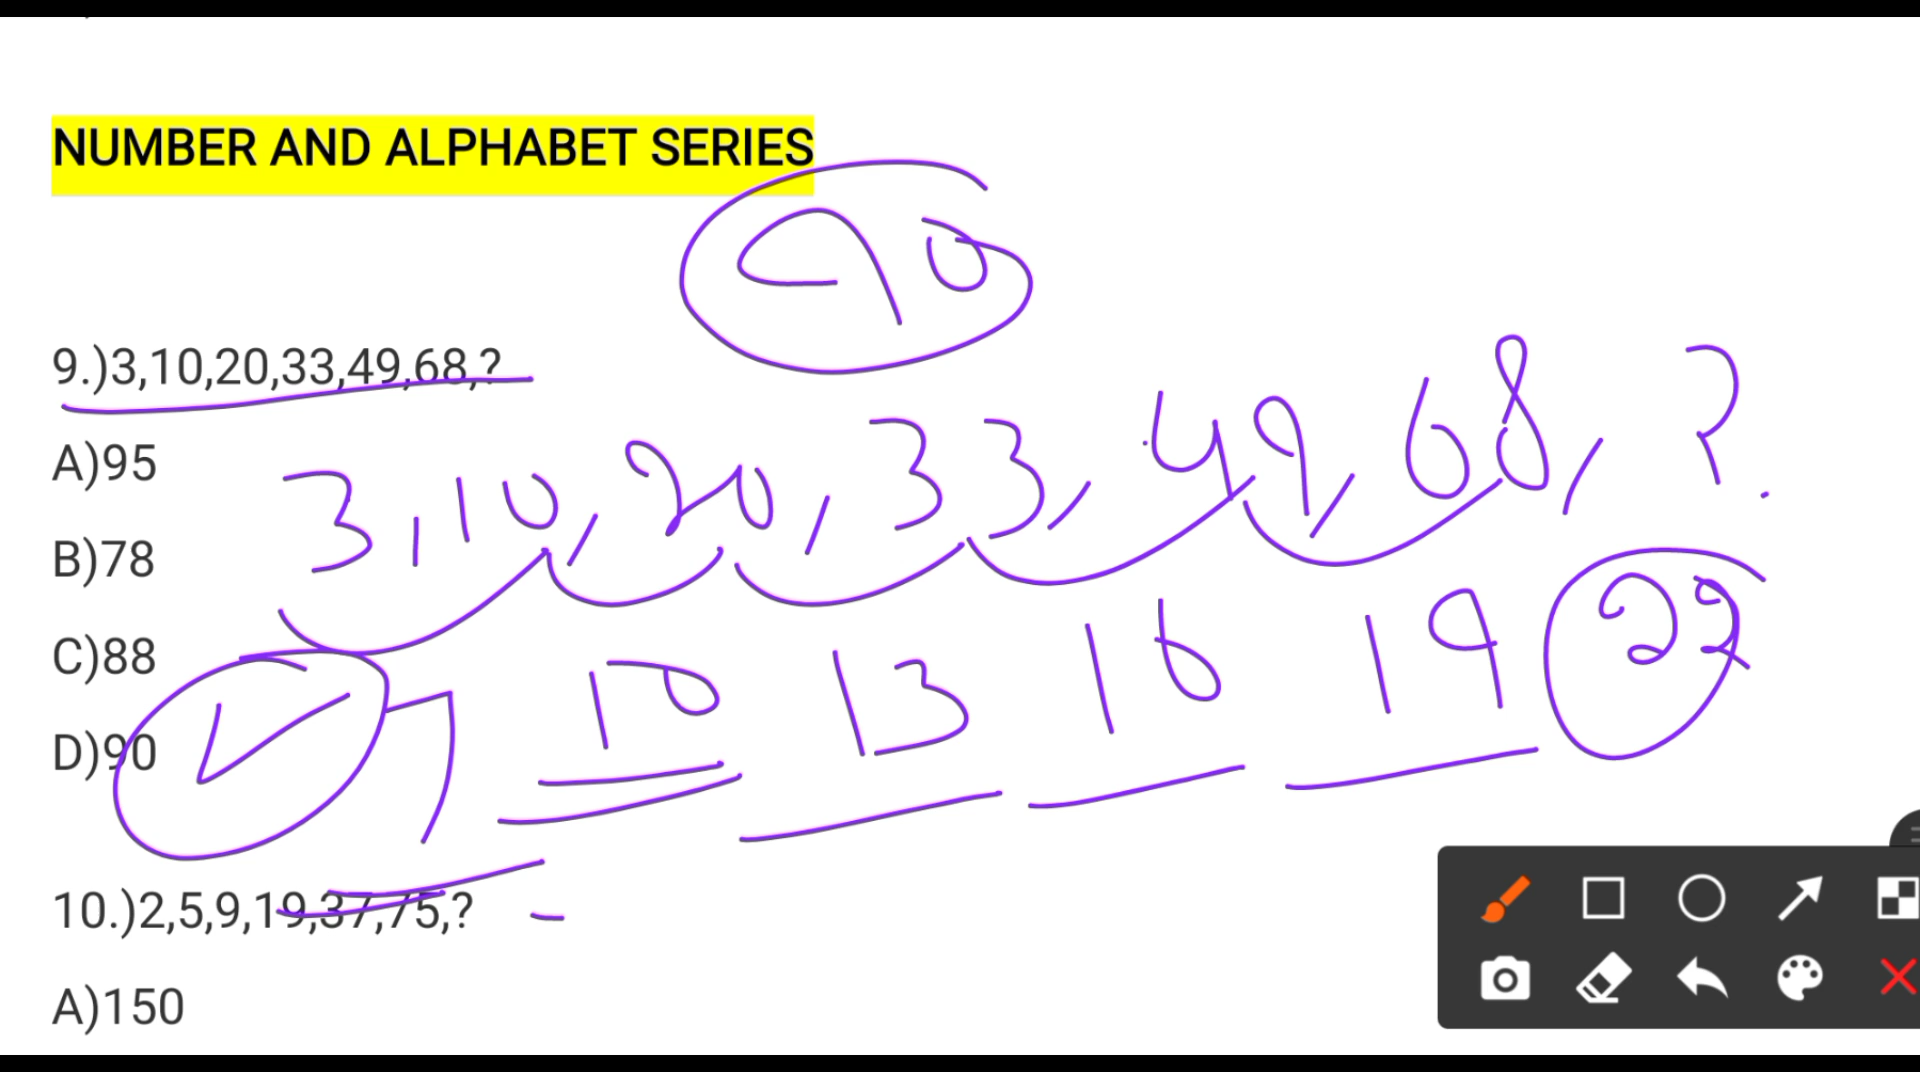 NUMBER AND ALPHABET SERIES
90
9.)3,10,20,33,49,68,?
A)95
3,10,20,33,49,68,?
B)78
C)88
7 10 13 16 19 22
D)90
10.)2,5,9,19,37,75,?
A)150